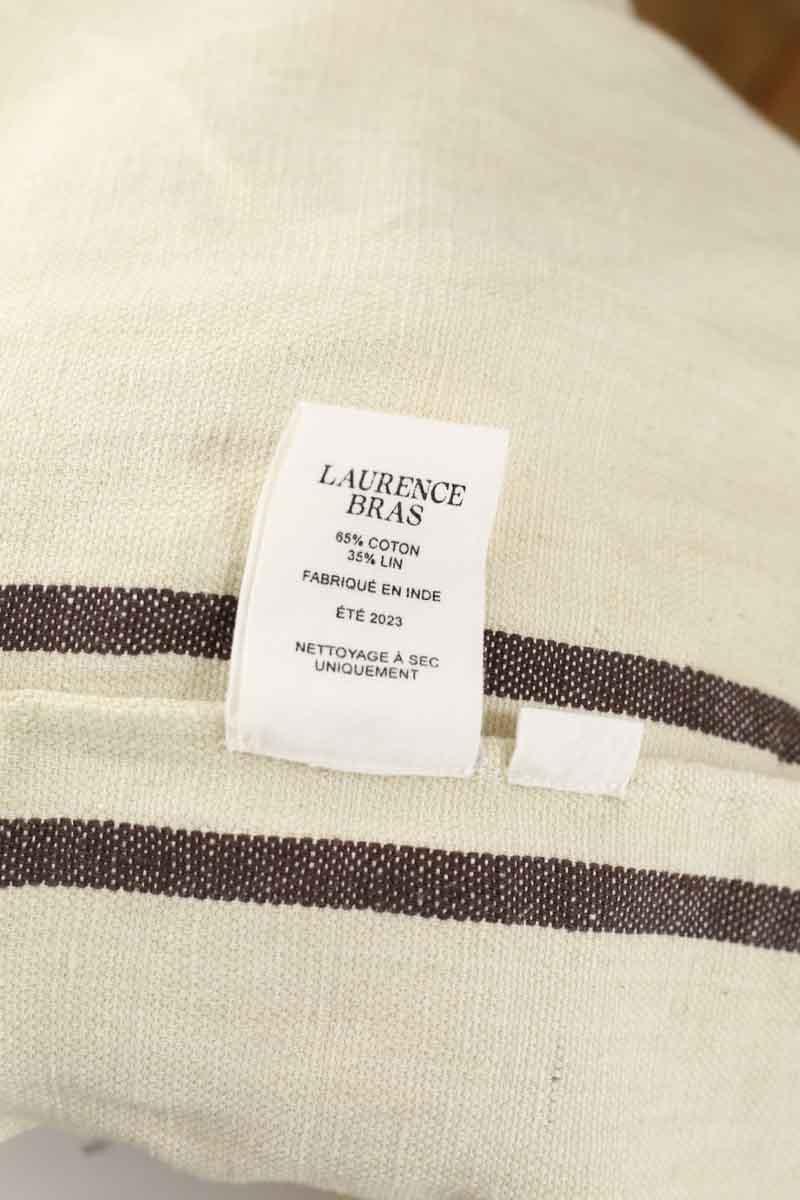 LAURENCE
BRAS
65% COTON
35% LIN
FABRIQUÉ EN INDE
ÉTÉ 2023
NETTOYAGE À SEC
UNIQUEMENT